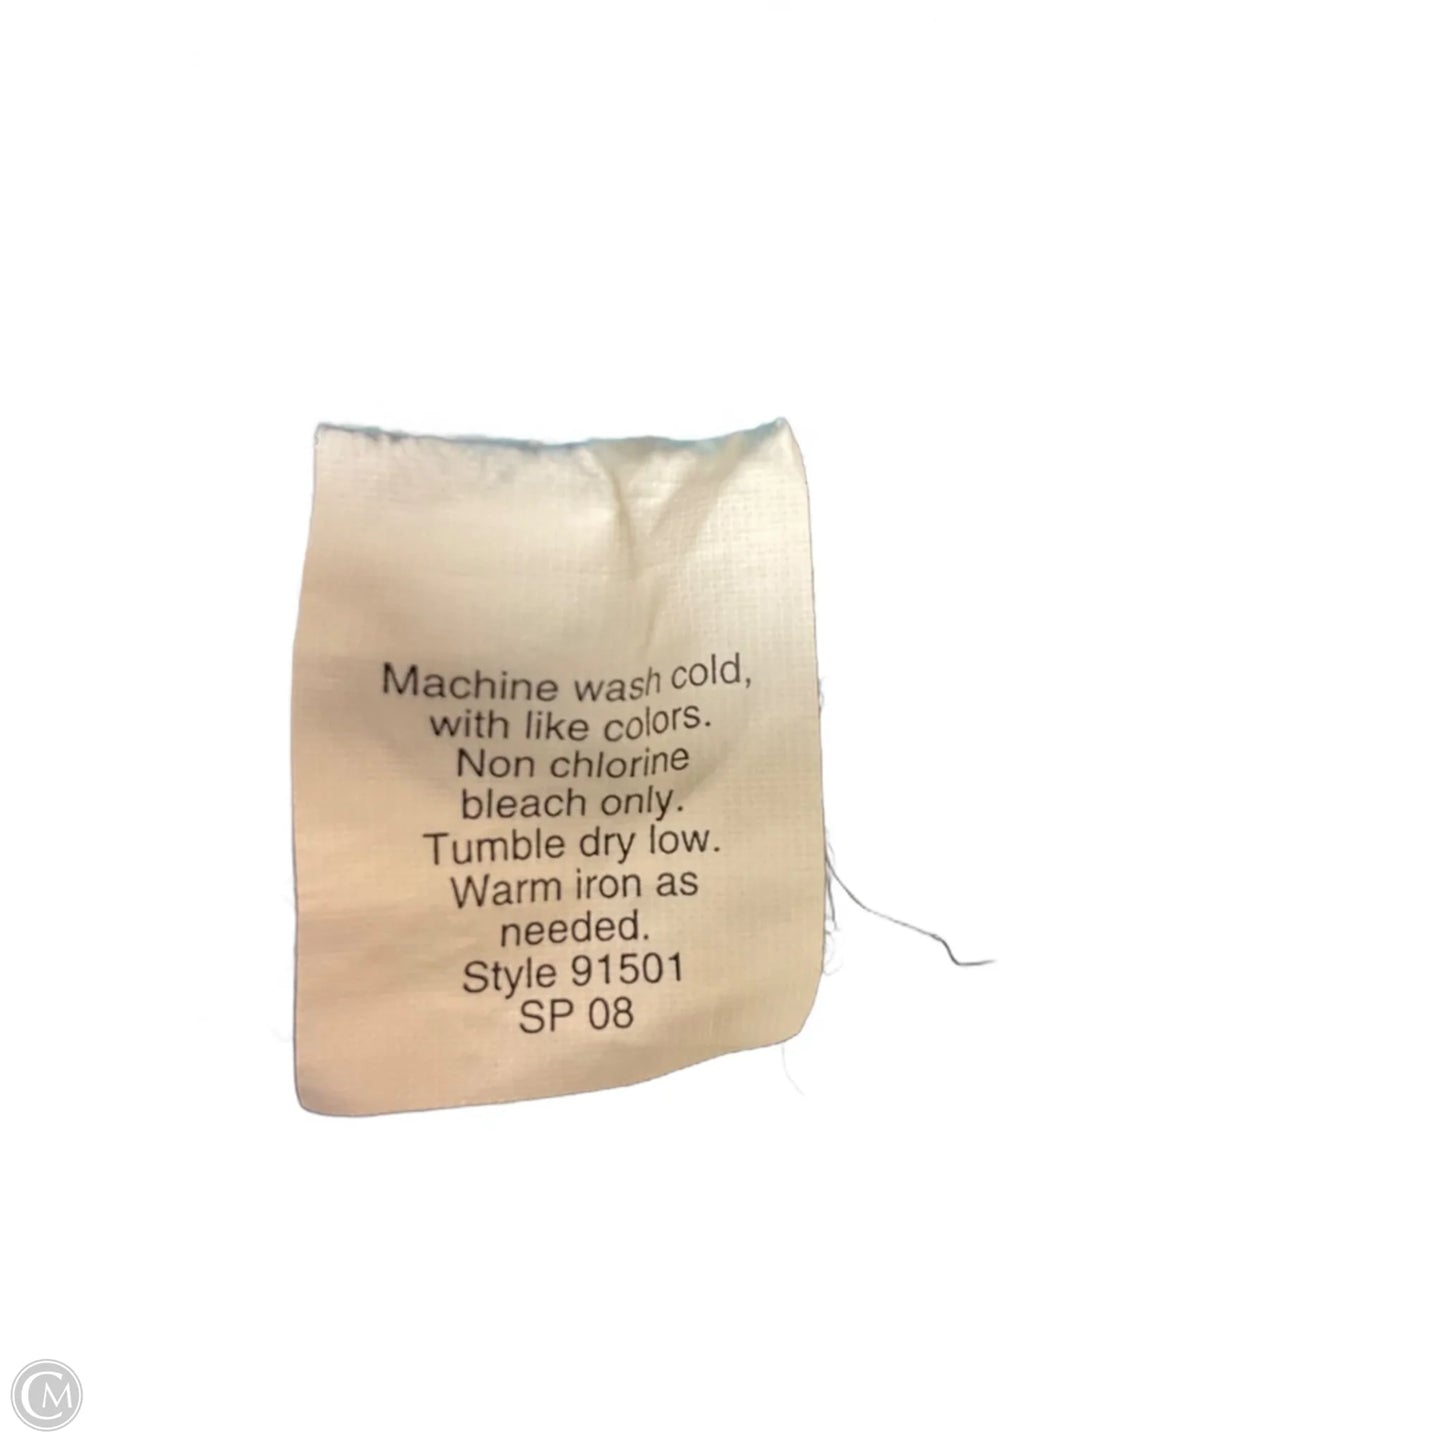 Machine wash cold,
with like colors.
Non chlorine
bleach only.
Tumble dry low.
Warm iron as
needed.
Style 91501
SP 08
CM